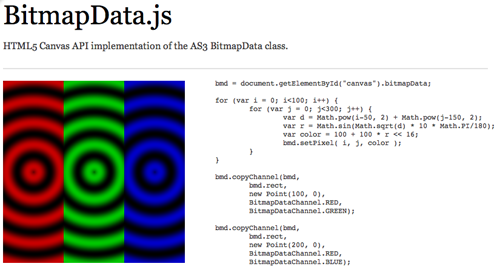 BitmapData.js
HTML5 Canvas API implementation of the AS3 BitmapData class.
bmd = document.getElementById("canvas").bitmapData;
for (var i = 0; i<100; i++) {
for (var j = 0; j<300; j++) {
var d = Math.pow(i-50, 2) + Math.pow(j-150, 2);
var r = Math.sin(Math.sqrt(d) * 10 * Math.PI/180);
var color = 100 + 100 * r << 16;
bmd.setPixel( i, j, color );
}
}
bmd.copyChannel(bmd,
bmd.rect,
new Point(100, 0),
BitmapDataChannel.RED,
BitmapDataChannel.GREEN);
bmd.copyChannel(bmd,
bmd.rect,
new Point(200, 0),
BitmapDataChannel.RED,
BitmapDataChannel.BLUE);